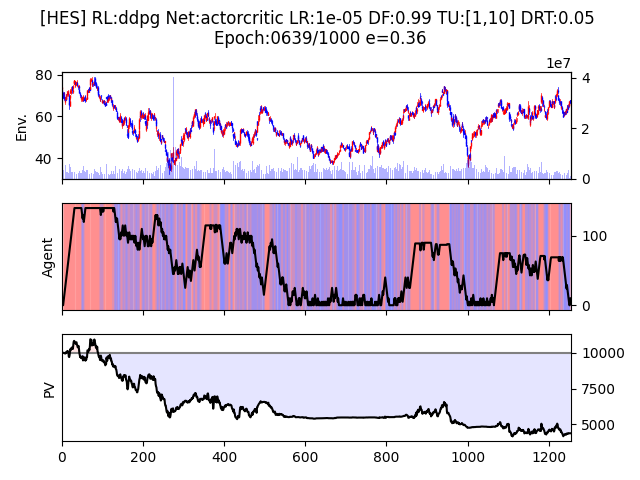 [HES] RL:ddpg Net:actorcritic LR:1e-05 DF:0.99 TU:[1,10] DRT:0.05
Epoch:0639/1000 e=0.36
1e7
80
60
40
Env.
4
2
0
Agent
100
0
PV
10000
7500
5000
0 200 400 600 800 1000 1200